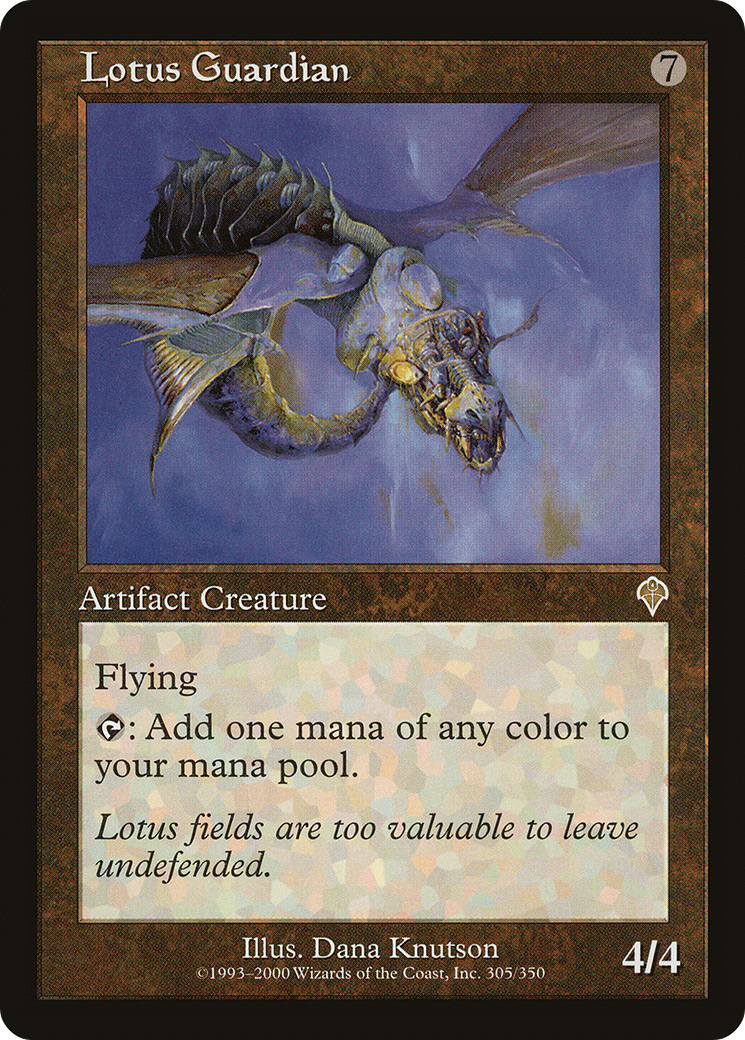 Lotus Guardian 7
Artifact Creature
Flying
: Add one mana of any color to
your mana pool.
Lotus fields are too valuable to leave
undefended.
Illus. Dana Knutson
©1993–2000 Wizards of the Coast, Inc. 305/350
4/4